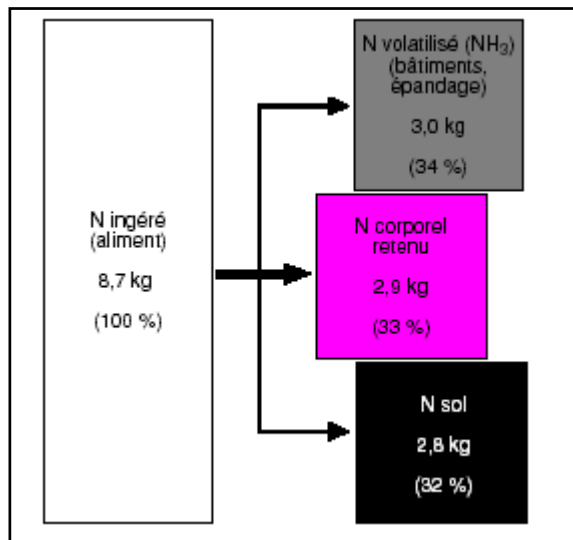 N ingéré
(aliment)
8,7 kg
(100 %)
N volatilisé (NH₃)
(bâtiments,
épandage)
3,0 kg
(34 %)
N corporel
retenu
2,9 kg
(33 %)
N sol
2,8 kg
(32 %)